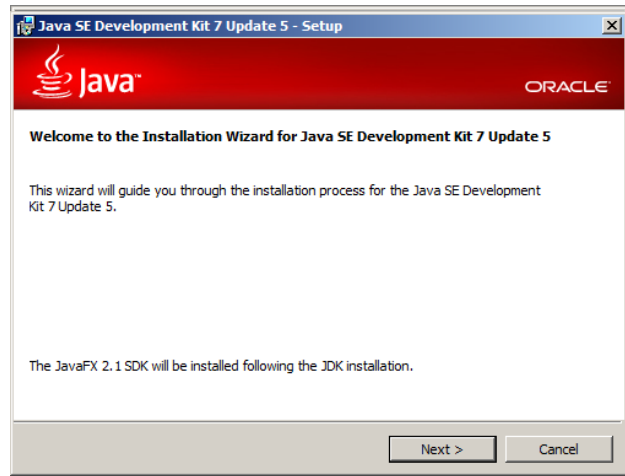 Java SE Development Kit 7 Update 5 - Setup
Java™
ORACLE®
Welcome to the Installation Wizard for Java SE Development Kit 7 Update 5
This wizard will guide you through the installation process for the Java SE Development
Kit 7 Update 5.
The JavaFX 2.1 SDK will be installed following the JDK installation.
Next >
Cancel